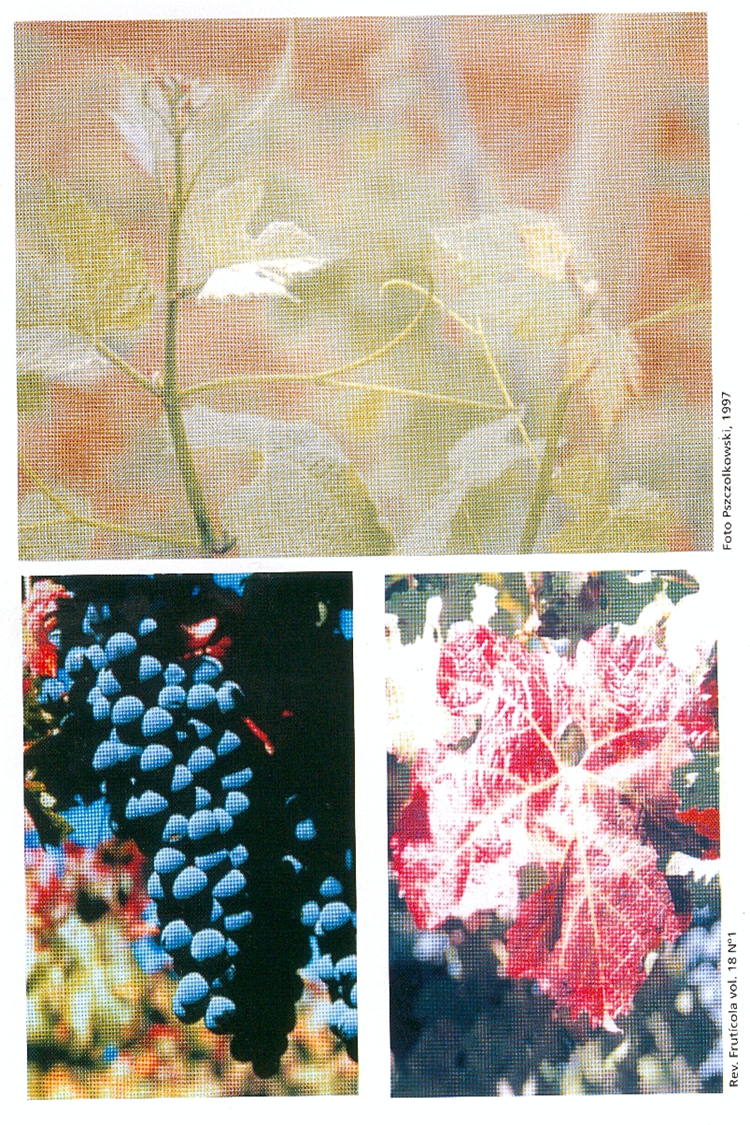 Foto Pszczolkowski, 1997
Rev. Frutícola vol. 18 Nº1